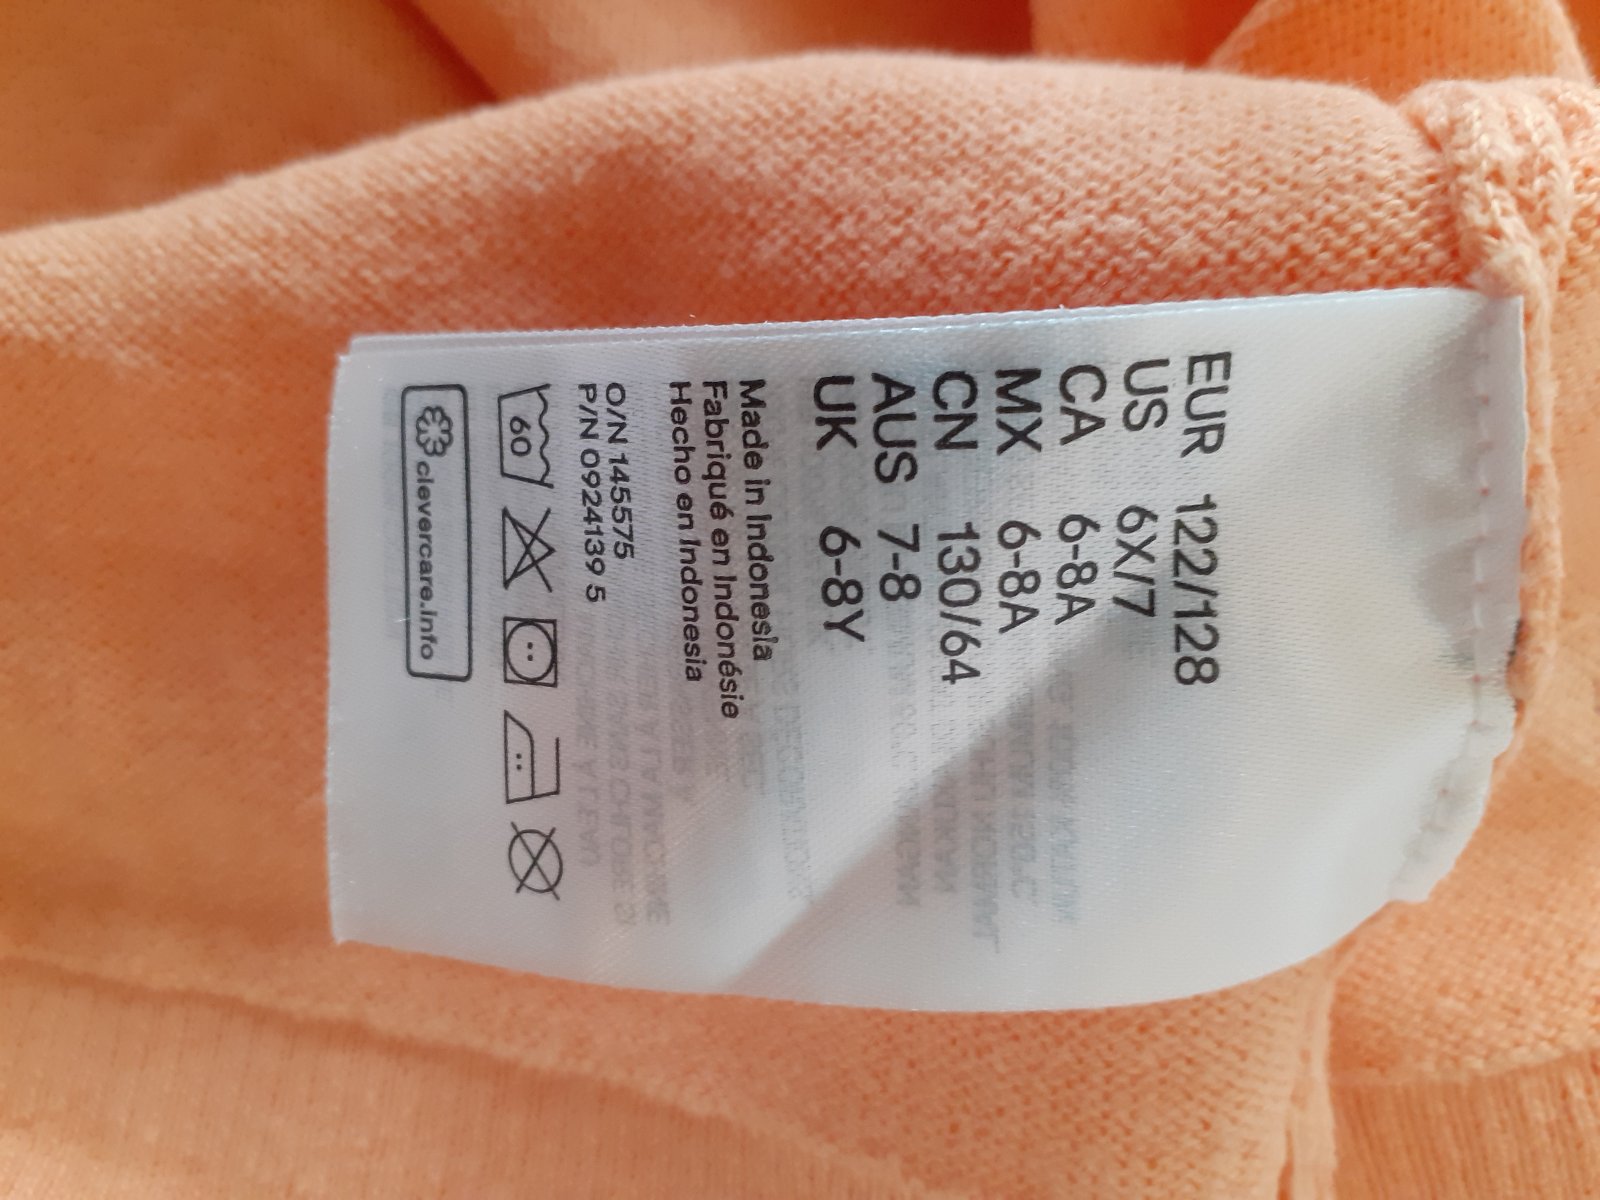 EUR 122/128
US 6X/7
CA 6-8A
MX 6-8A
CN 130/64
AUS 7-8
UK 6-8Y
Made in Indonesia
Fabriqué en Indonésie
Hecho en Indonesia
O/N 145575
P/N 0924139 5
60
clevercare.info